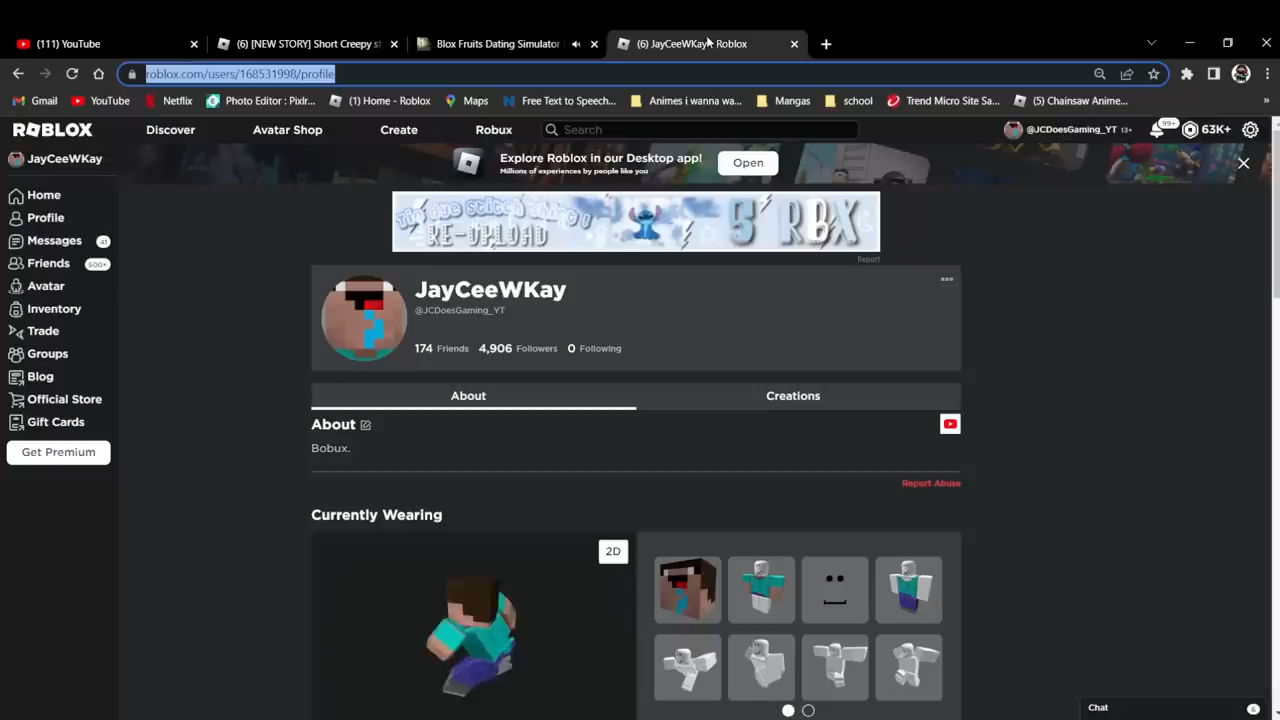 (111) YouTube
(6) [NEW STORY] Short Creepy st
Blox Fruits Dating Simulator
(6) JayCeeWKay - Roblox
roblox.com/users/168531998/profile
Gmail
YouTube
Netflix
Photo Editor : Pixlr...
(1) Home - Roblox
Maps
Free Text to Speech...
Animes i wanna wa...
Mangas
school
Trend Micro Site Sa...
(5) Chainsaw Anime...
»
ROBLOX
Discover
Avatar Shop
Create
Robux
Search
@JCDoesGaming_YT 13+
99+
63K+
JayCeeWKay
Explore Roblox in our Desktop app!
Millions of experiences by people like you
Open
Home
Profile
Messages 41
Friends 500+
Avatar
Inventory
Trade
Groups
Blog
Official Store
Gift Cards
Get Premium
Tie dye stitch shirt !
RE-UPLOAD
5 RBX
Report
JayCeeWKay
@JCDoesGaming_YT
174 Friends 4,906 Followers 0 Following
About
Creations
About
Bobux.
Report Abuse
Currently Wearing
2D
Chat 6